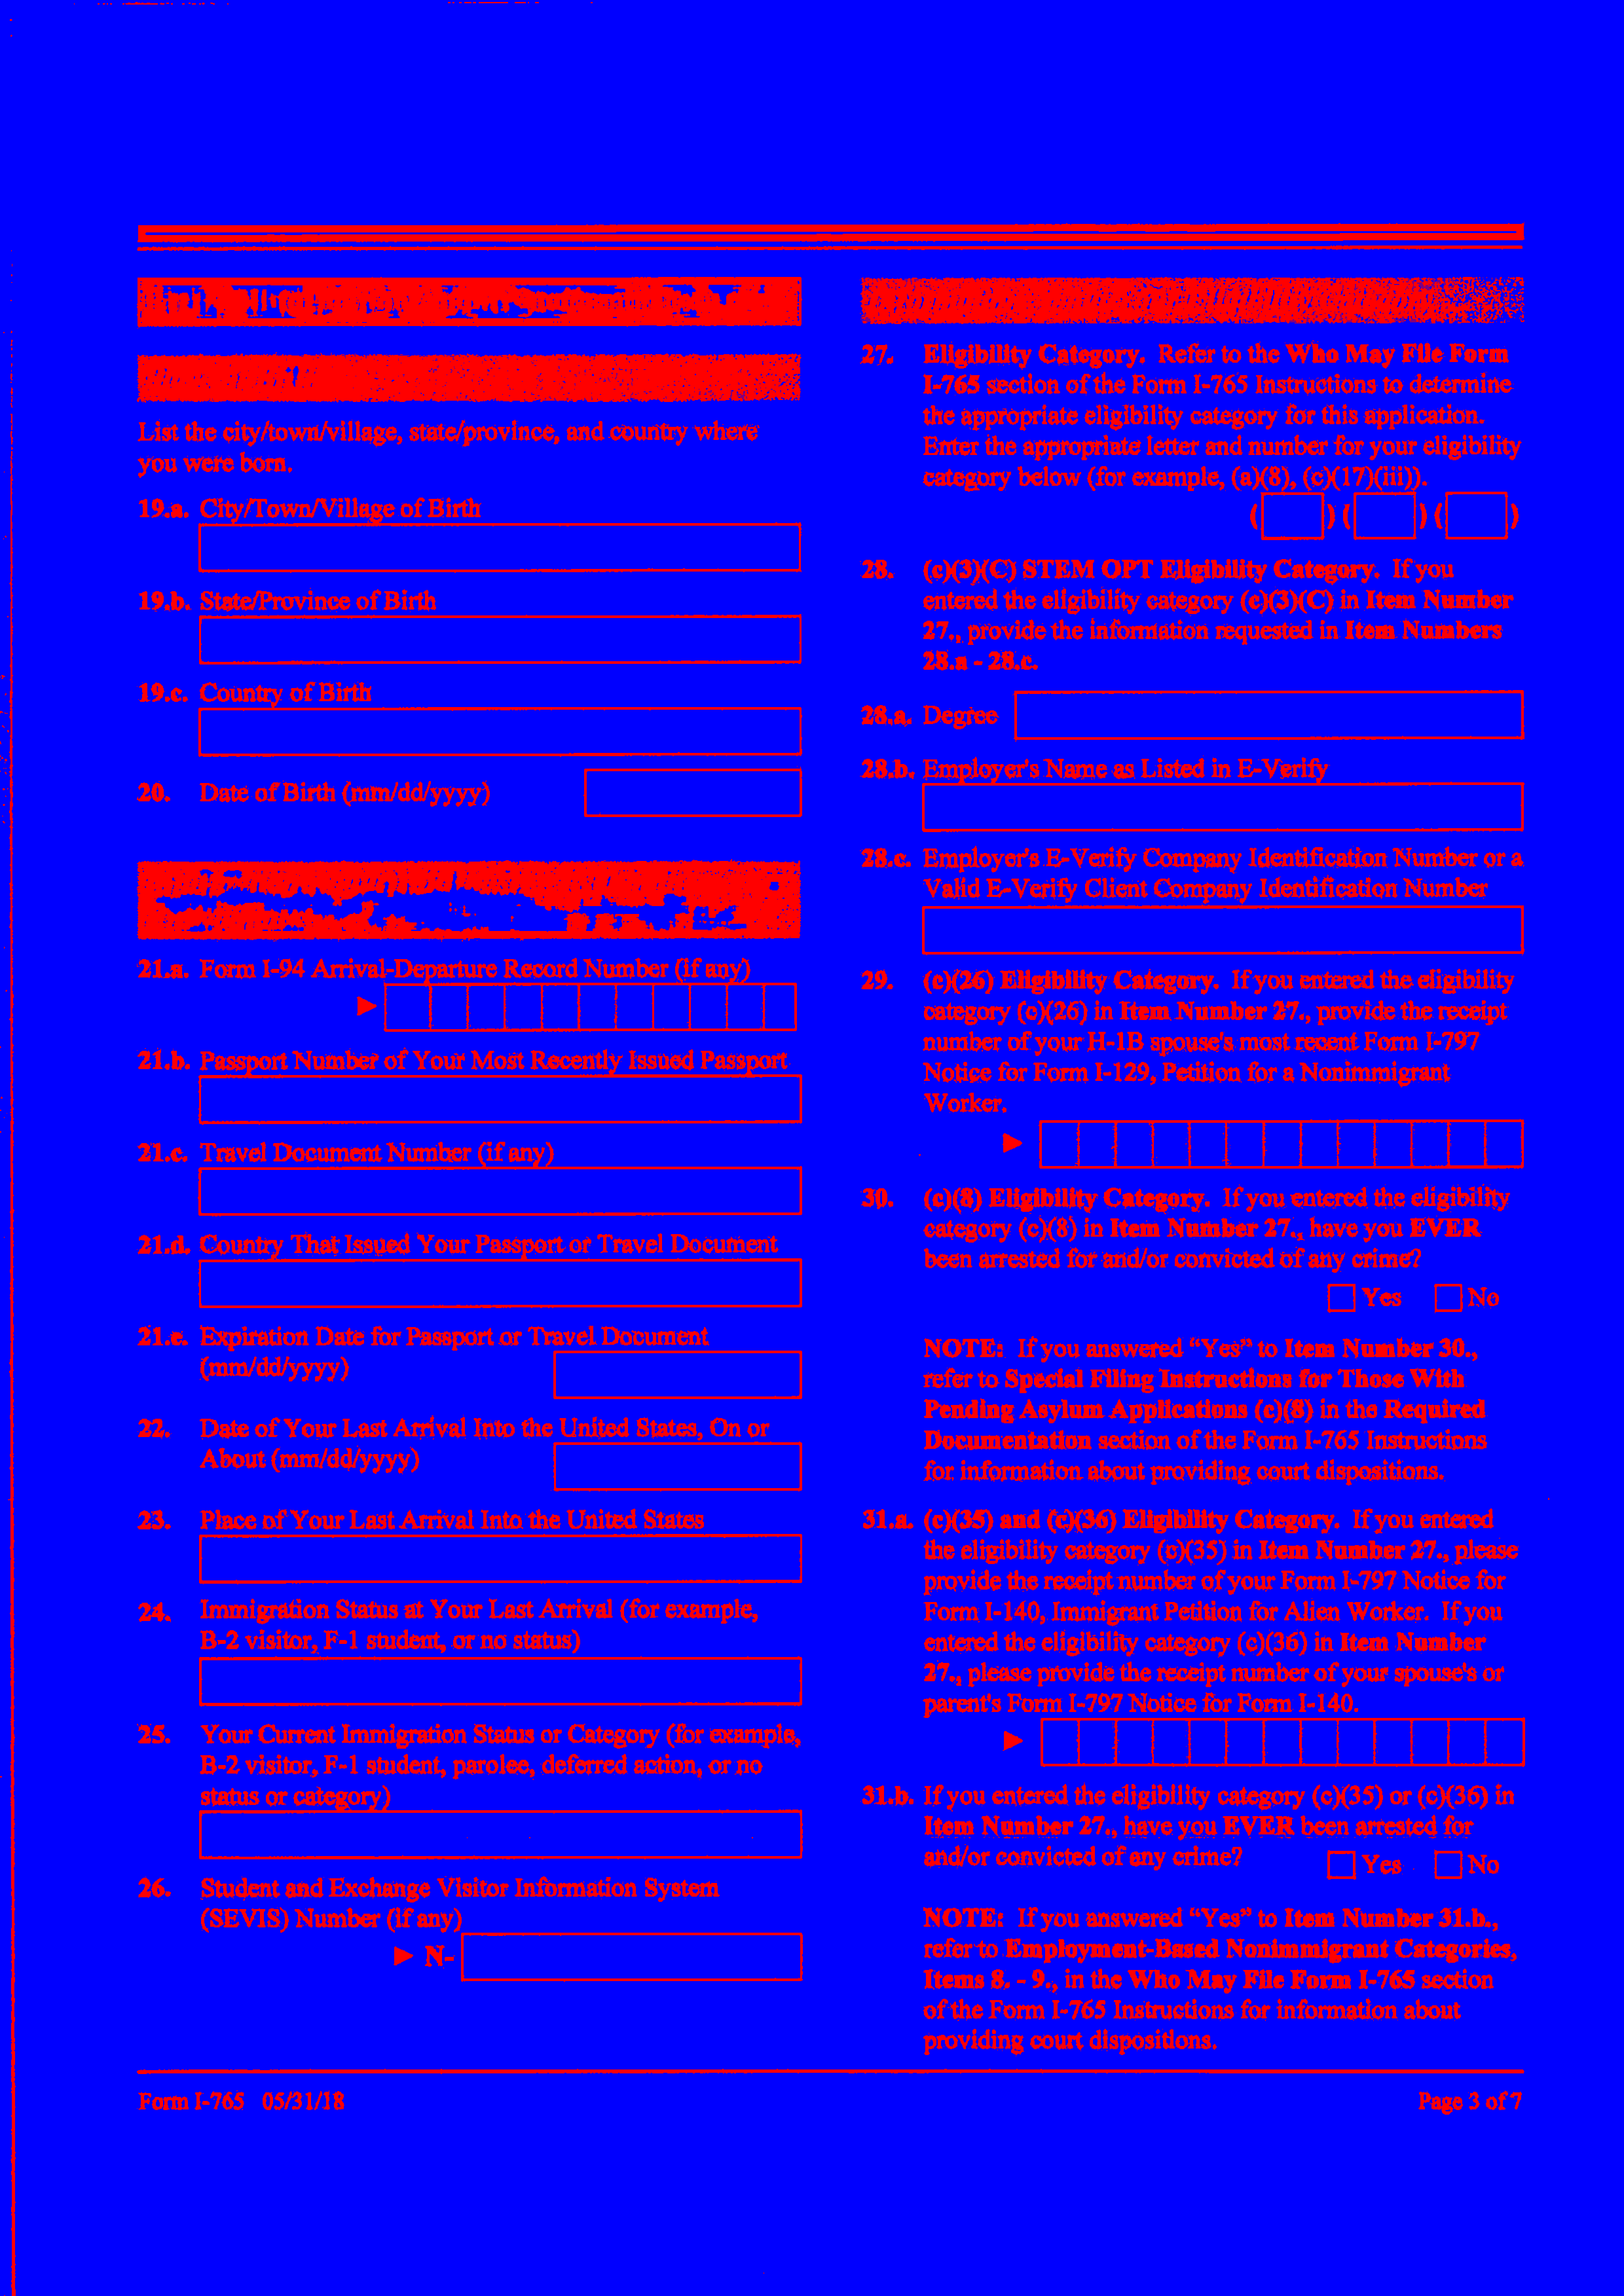 List the city/town/village, state/province, and country where
you were born.
19.a. City/Town/Village of Birth
19.b. State/Province of Birth
19.c. Country of Birth
20. Date of Birth (mm/dd/yyyy)
21.a. Form I-94 Arrival-Departure Record Number (if any)
21.b. Passport Number of Your Most Recently Issued Passport
21.c. Travel Document Number (if any)
21.d. Country That Issued Your Passport or Travel Document
21.e. Expiration Date for Passport or Travel Document
(mm/dd/yyyy)
22. Date of Your Last Arrival Into the United States, On or
About (mm/dd/yyyy)
23. Place of Your Last Arrival Into the United States
24. Immigration Status at Your Last Arrival (for example,
B-2 visitor, F-1 student, or no status)
25. Your Current Immigration Status or Category (for example,
B-2 visitor, F-1 student, parolee, deferred action, or no
status or category)
26. Student and Exchange Visitor Information System
(SEVIS) Number (if any)
► N-
27. Eligibility Category. Refer to the Who May File Form
I-765 section of the Form I-765 Instructions to determine
the appropriate eligibility category for this application.
Enter the appropriate letter and number for your eligibility
category below (for example, (a)(8), (c)(17)(iii)).
( ) ( ) ( )
28. (c)(3)(C) STEM OPT Eligibility Category. If you
entered the eligibility category (c)(3)(C) in Item Number
27., provide the information requested in Item Numbers
28.a - 28.c.
28.a. Degree
28.b. Employer's Name as Listed in E-Verify
28.c. Employer's E-Verify Company Identification Number or a
Valid E-Verify Client Company Identification Number
29. (c)(26) Eligibility Category. If you entered the eligibility
category (c)(26) in Item Number 27., provide the receipt
number of your H-1B spouse's most recent Form I-797
Notice for Form I-129, Petition for a Nonimmigrant
Worker.
30. (c)(8) Eligibility Category. If you entered the eligibility
category (c)(8) in Item Number 27., have you EVER
been arrested for and/or convicted of any crime?
Yes No
NOTE: If you answered “Yes” to Item Number 30.,
refer to Special Filing Instructions for Those With
Pending Asylum Applications (c)(8) in the Required
Documentation section of the Form I-765 Instructions
for information about providing court dispositions.
31.a. (c)(35) and (c)(36) Eligibility Category. If you entered
the eligibility category (c)(35) in Item Number 27., please
provide the receipt number of your Form I-797 Notice for
Form I-140, Immigrant Petition for Alien Worker. If you
entered the eligibility category (c)(36) in Item Number
27., please provide the receipt number of your spouse's or
parent's Form I-797 Notice for Form I-140.
31.b. If you entered the eligibility category (c)(35) or (c)(36) in
Item Number 27., have you EVER been arrested for
and/or convicted of any crime? Yes No
NOTE: If you answered “Yes” to Item Number 31.b.,
refer to Employment-Based Nonimmigrant Categories,
Items 8. - 9., in the Who May File Form I-765 section
of the Form I-765 Instructions for information about
providing court dispositions.
Form I-765 05/31/18
Page 3 of 7